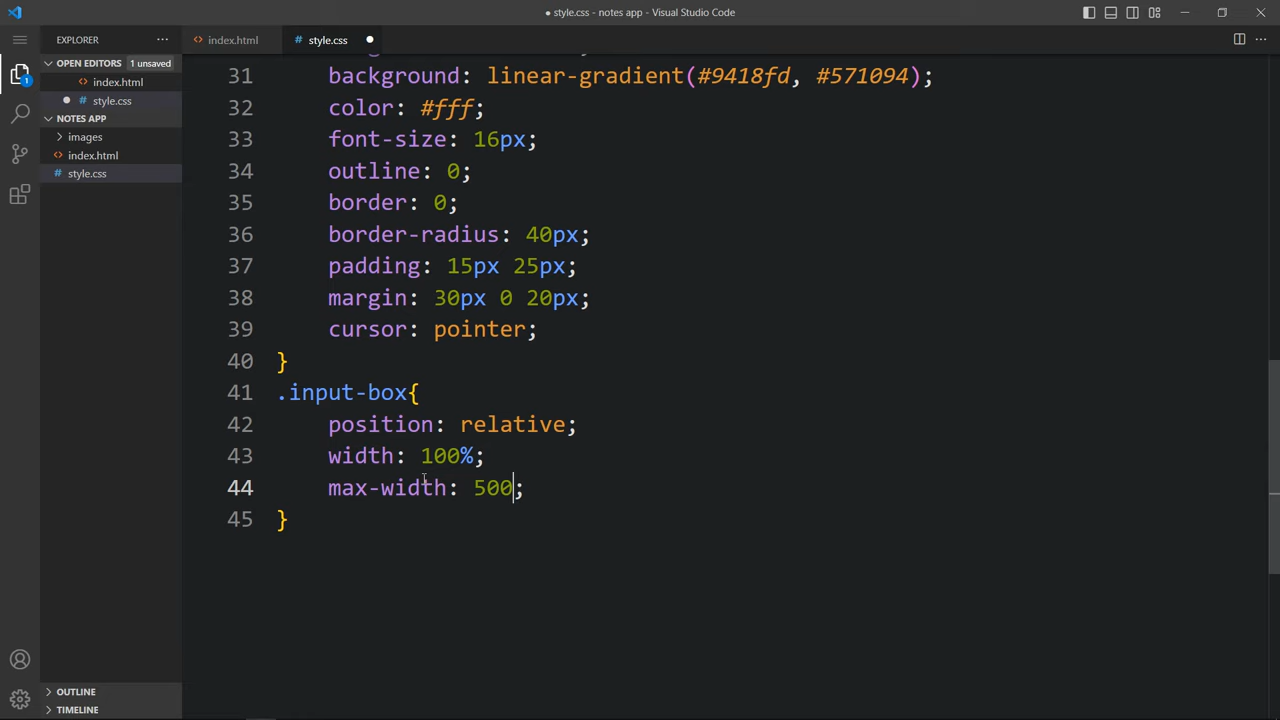 ● style.css - notes app - Visual Studio Code
EXPLORER
index.html
style.css
OPEN EDITORS 1 unsaved
index.html
style.css
NOTES APP
images
index.html
style.css
OUTLINE
TIMELINE
1
31 background: linear-gradient(#9418fd, #571094);
32 color: #fff;
33 font-size: 16px;
34 outline: 0;
35 border: 0;
36 border-radius: 40px;
37 padding: 15px 25px;
38 margin: 30px 0 20px;
39 cursor: pointer;
40 }
41 .input-box{
42 position: relative;
43 width: 100%;
44 max-width: 500;
45 }